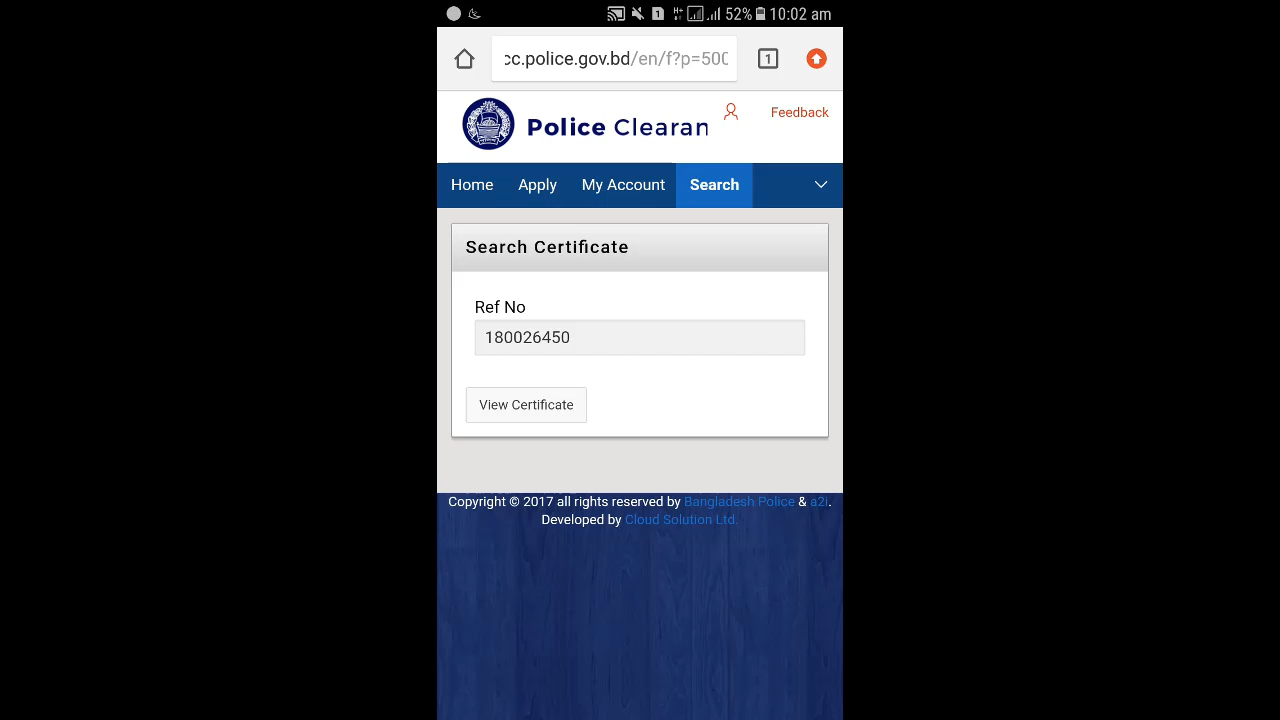 1 H+ 52% 10:02 am
cc.police.gov.bd/en/f?p=500 1
Police Clearan Feedback
Home Apply My Account Search
Search Certificate
Ref No
180026450
View Certificate
Copyright © 2017 all rights reserved by Bangladesh Police & a2i.
Developed by Cloud Solution Ltd.